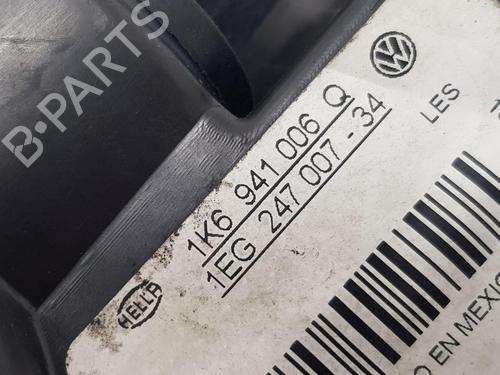 B-PARTS
1K6 941 006 Q
1EG 247 007-34
LES
HELLA
O EN MEXIC